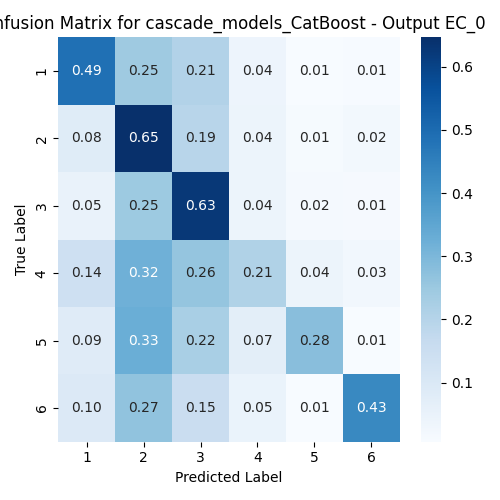 nfusion Matrix for cascade_models_CatBoost - Output EC_0
True Label
1 0.49 0.25 0.21 0.04 0.01 0.01
2 0.08 0.65 0.19 0.04 0.01 0.02
3 0.05 0.25 0.63 0.04 0.02 0.01
4 0.14 0.32 0.26 0.21 0.04 0.03
5 0.09 0.33 0.22 0.07 0.28 0.01
6 0.10 0.27 0.15 0.05 0.01 0.43
1 2 3 4 5 6
Predicted Label
0.6
0.5
0.4
0.3
0.2
0.1